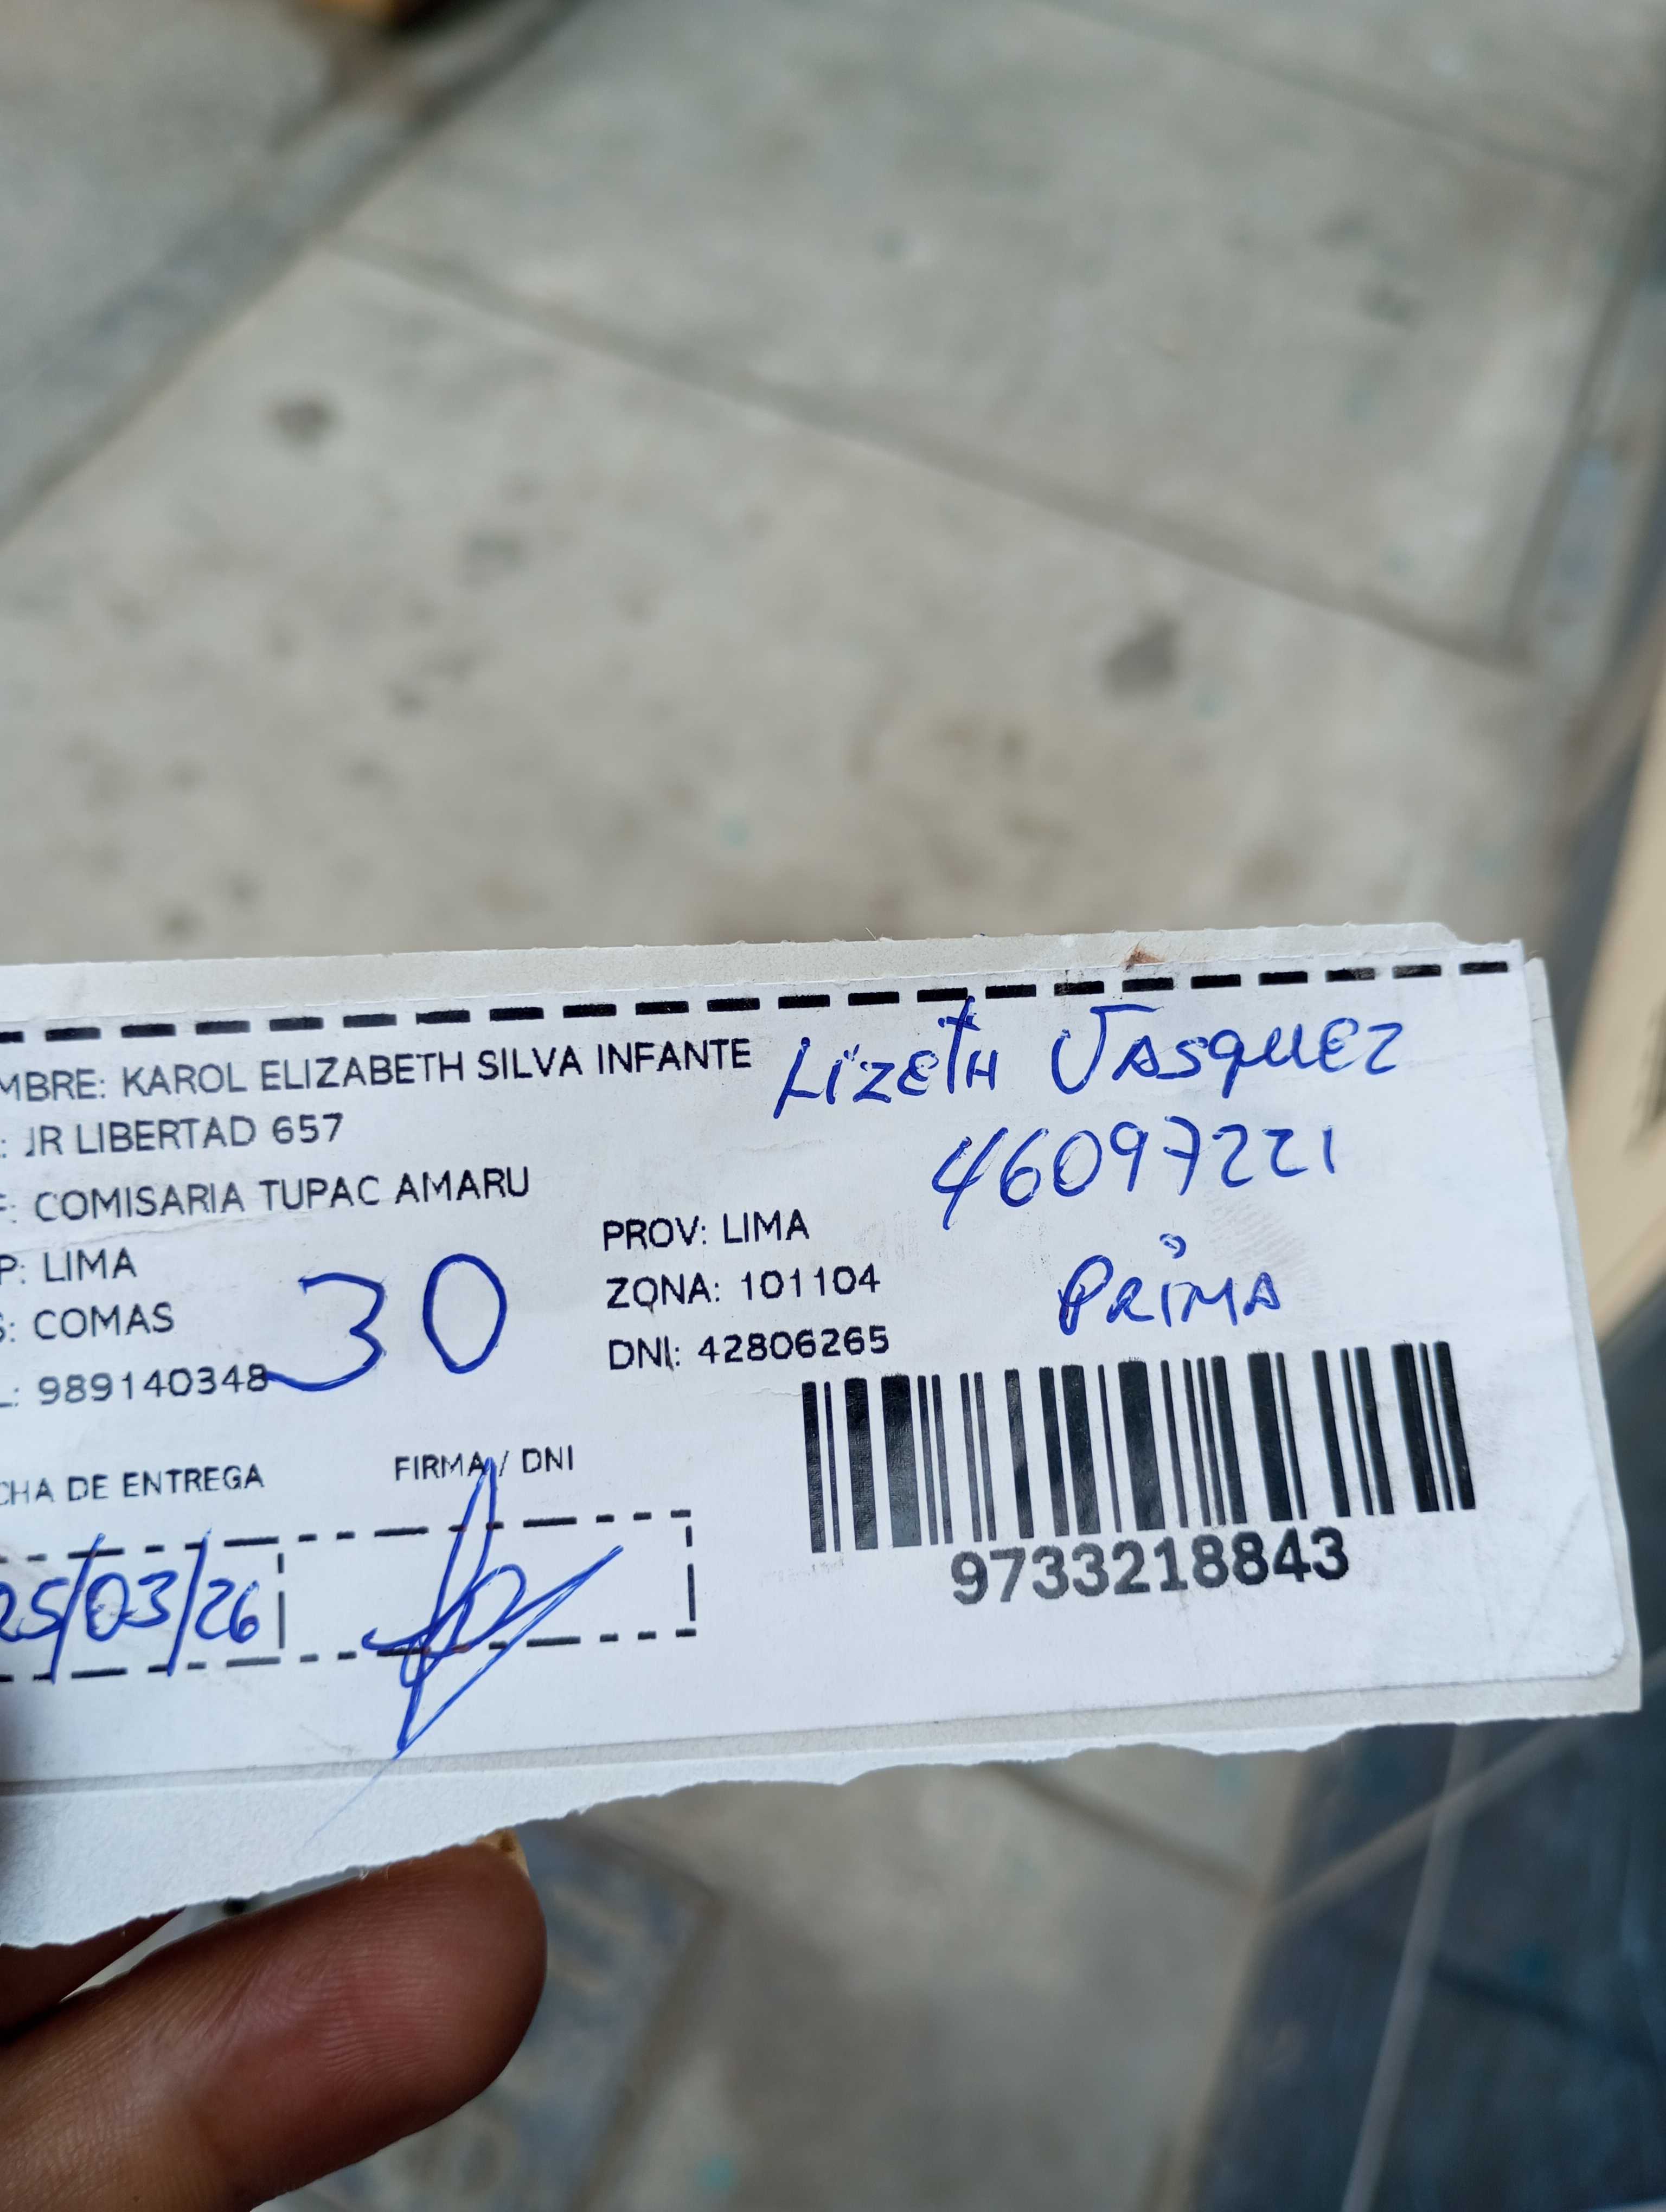 MBRE: KAROL ELIZABETH SILVA INFANTE
Lizeth VASQUEZ
: JR LIBERTAD 657
46097221
F: COMISARIA TUPAC AMARU
P: LIMA
PROV: LIMA
PRIMA
30
S: COMAS
ZONA: 101104
L: 989140348
DNI: 42806265
CHA DE ENTREGA
FIRMA / DNI
25/03/26
9733218843